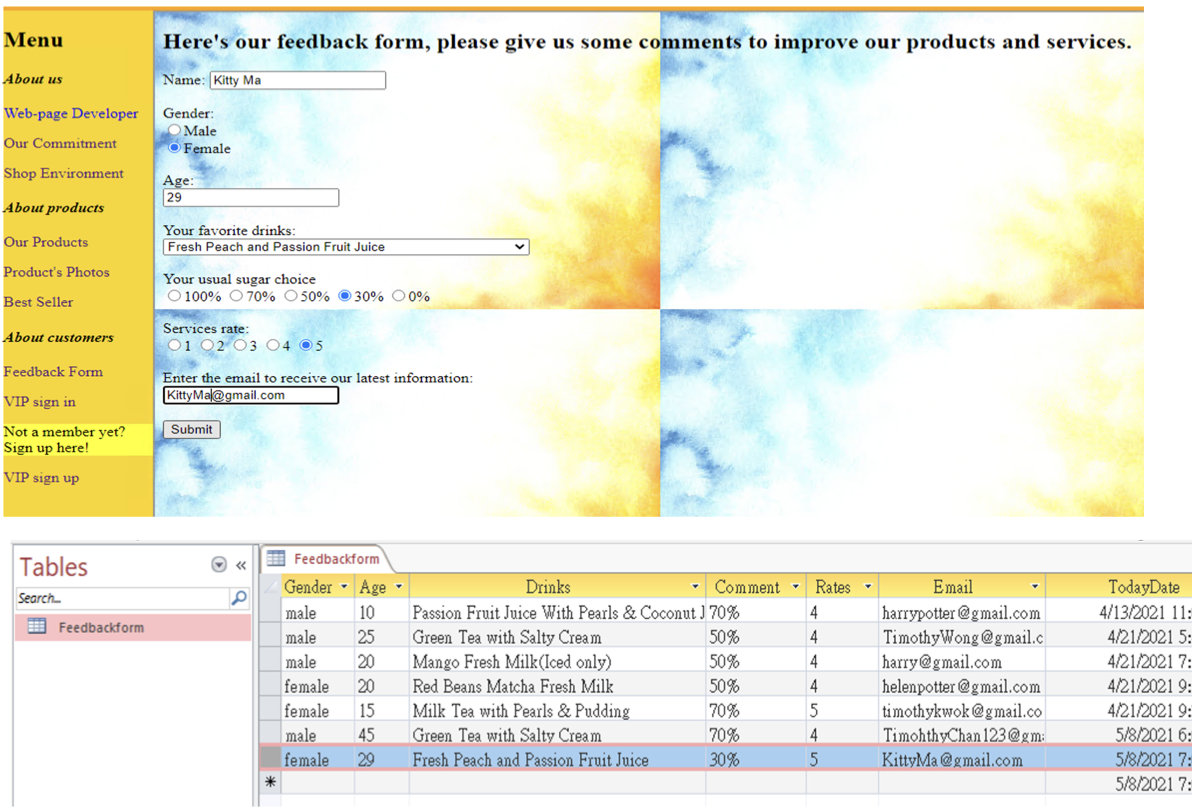 Menu
About us
Web-page Developer
Our Commitment
Shop Environment
About products
Our Products
Product's Photos
Best Seller
About customers
Feedback Form
VIP sign in
Not a member yet?
Sign up here!
VIP sign up
Here's our feedback form, please give us some comments to improve our products and services.
Name: Kitty Ma
Gender:
Male
Female
Age:
29
Your favorite drinks:
Fresh Peach and Passion Fruit Juice
Your usual sugar choice
100% 70% 50% 30% 0%
Services rate:
1 2 3 4 5
Enter the email to receive our latest information:
KittyMa@gmail.com
Submit
Tables
Search...
Feedbackform
Feedbackform
Gender Age Drinks Comment Rates Email TodayDate
male 10 Passion Fruit Juice With Pearls & Coconut J 70% 4 harrypotter@gmail.com 4/13/2021 11:
male 25 Green Tea with Salty Cream 50% 4 TimothyWong@gmail.c 4/21/2021 5:
male 20 Mango Fresh Milk(Iced only) 50% 4 harry@gmail.com 4/21/2021 7:
female 20 Red Beans Matcha Fresh Milk 50% 4 helenpotter@gmail.com 4/21/2021 9:
female 15 Milk Tea with Pearls & Pudding 70% 5 timothykwok@gmail.co 4/21/2021 9:
male 45 Green Tea with Salty Cream 70% 4 TimohthyChan123@gm 5/8/2021 6:
female 29 Fresh Peach and Passion Fruit Juice 30% 5 KittyMa@gmail.com 5/8/2021 7:
5/8/2021 7: